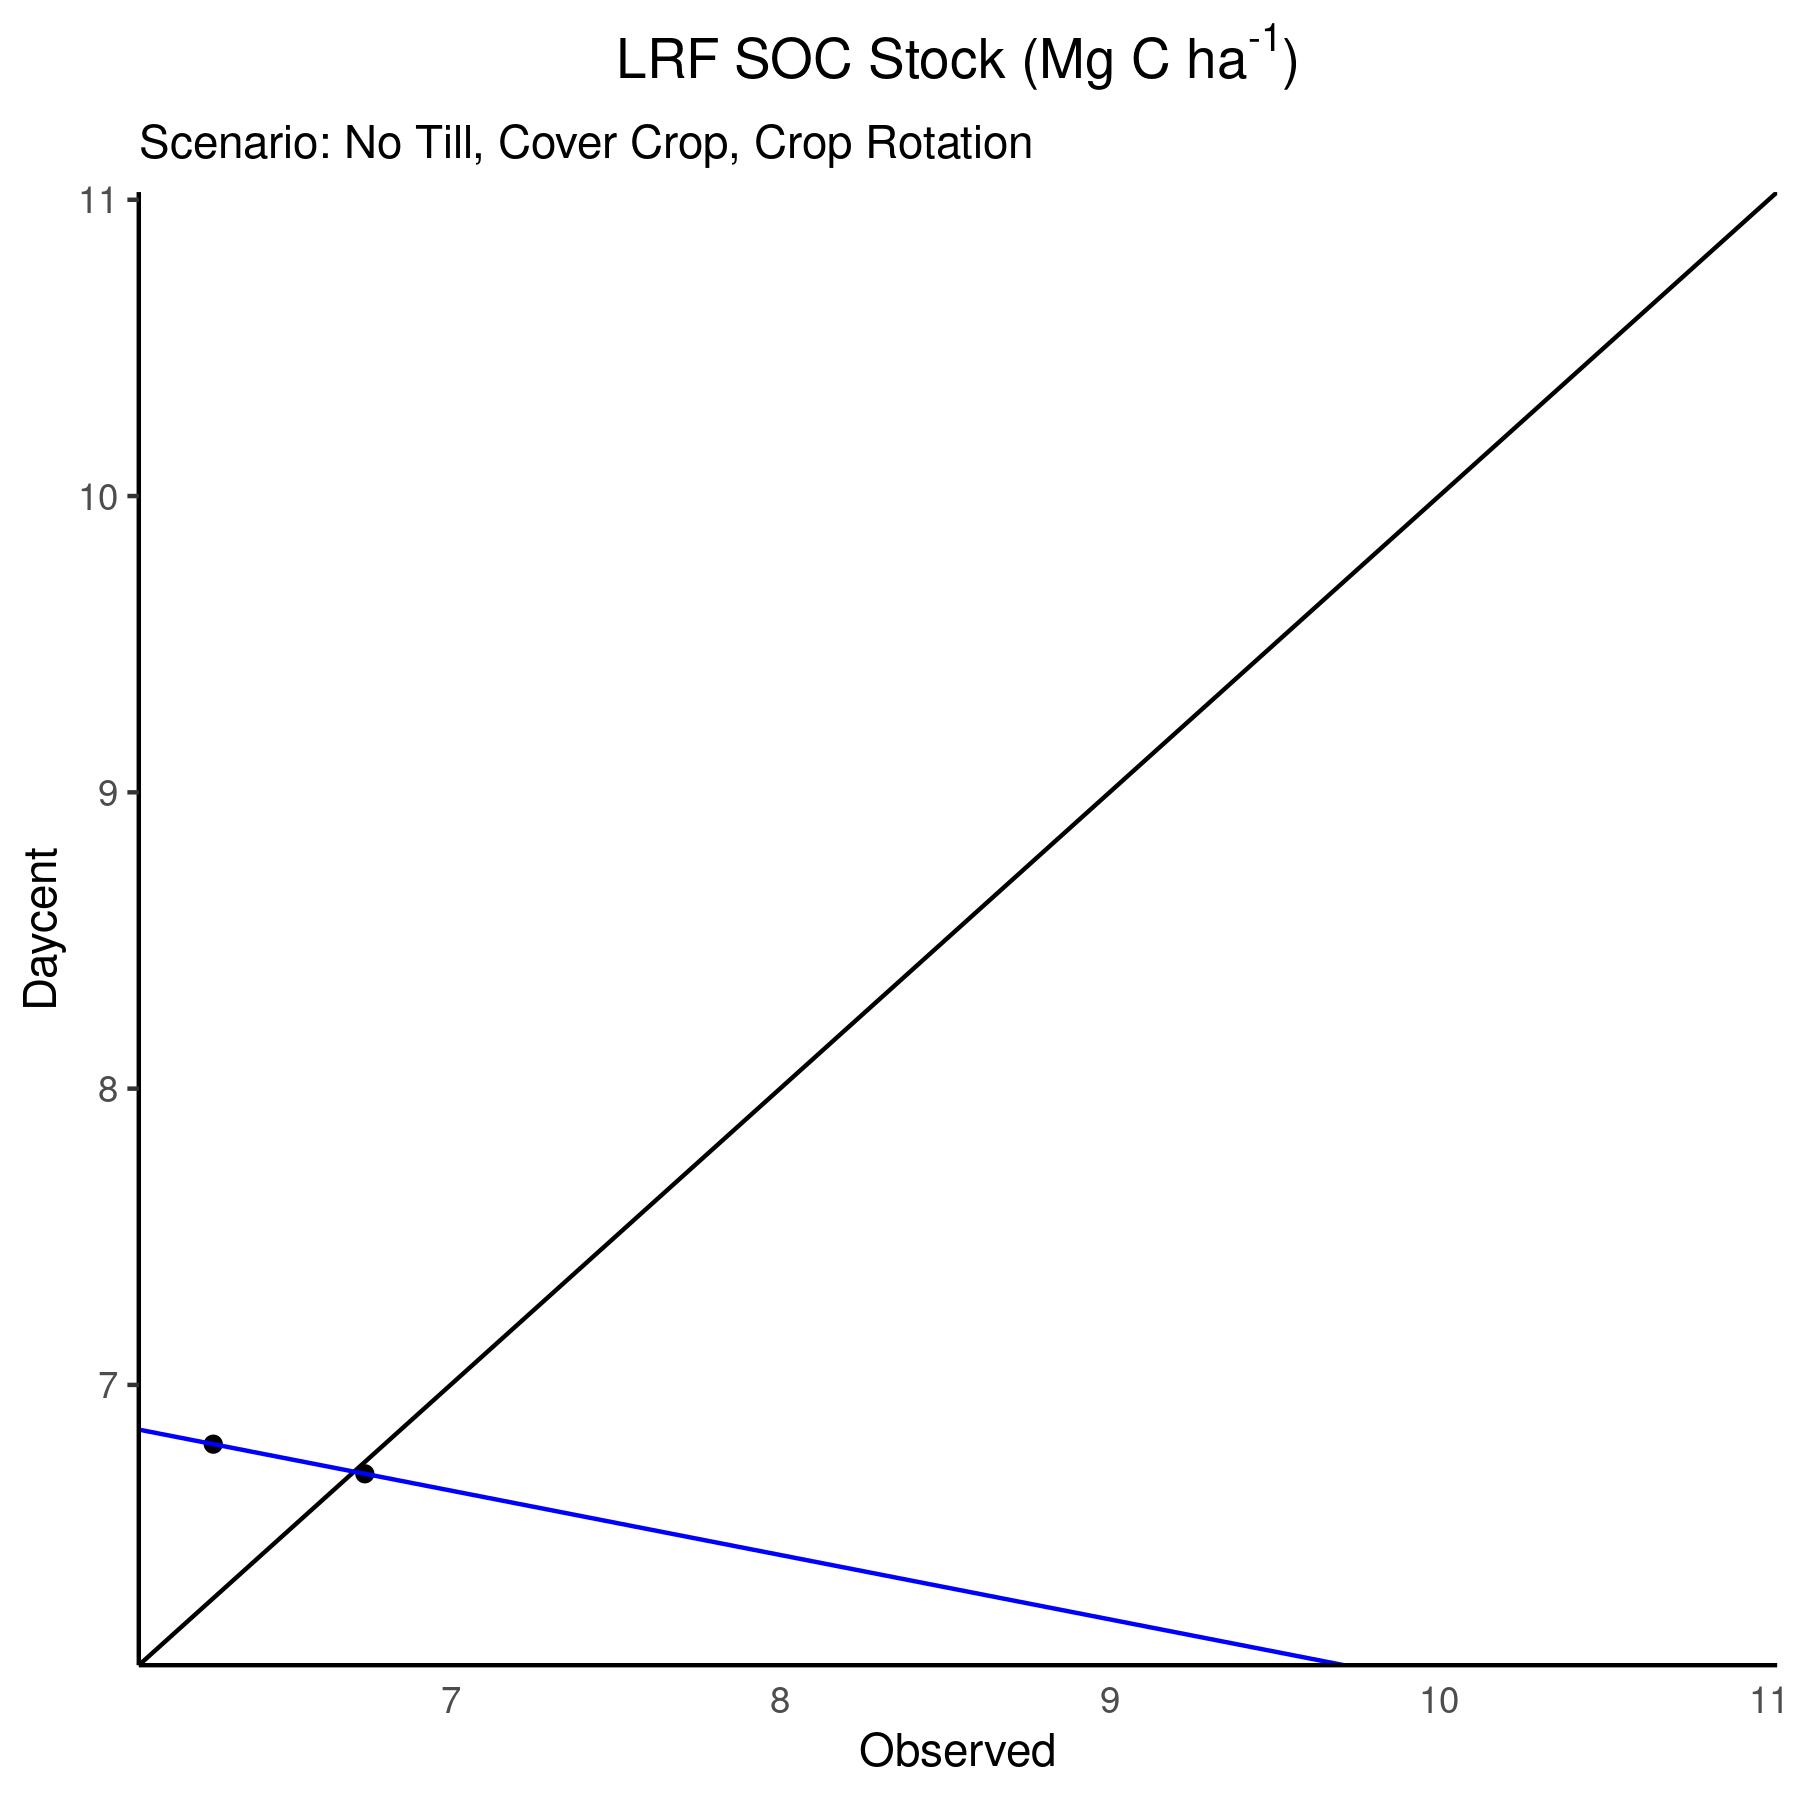 LRF SOC Stock (Mg C ha⁻¹)
Scenario: No Till, Cover Crop, Crop Rotation
11
10
9
8
7
Daycent
7 8 9 10 11
Observed